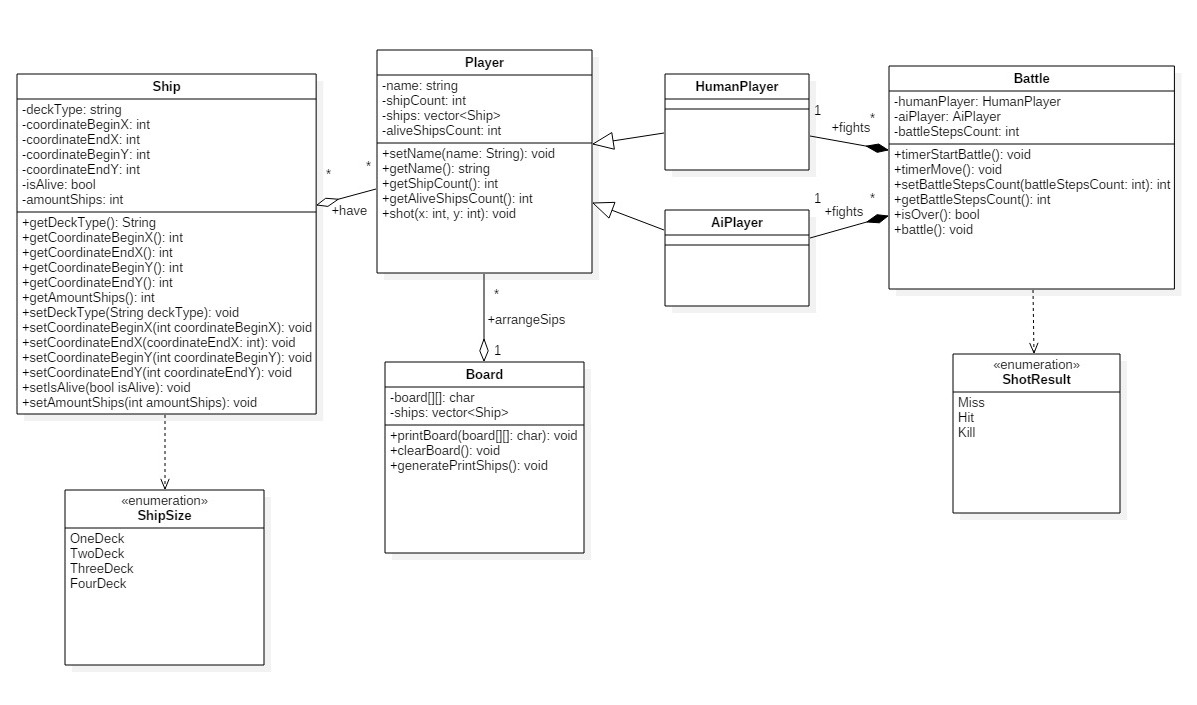 Ship
-deckType: string
-coordinateBeginX: int
-coordinateEndX: int
-coordinateBeginY: int
-coordinateEndY: int
-isAlive: bool
-amountShips: int
+getDeckType(): String
+getCoordinateBeginX(): int
+getCoordinateEndX(): int
+getCoordinateBeginY(): int
+getCoordinateEndY(): int
+getAmountShips(): int
+setDeckType(String deckType): void
+setCoordinateBeginX(int coordinateBeginX): void
+setCoordinateEndX(coordinateEndX: int): void
+setCoordinateBeginY(int coordinateBeginY): void
+setCoordinateEndY(int coordinateEndY): void
+setIsAlive(bool isAlive): void
+setAmountShips(int amountShips): void
*
*
+have
Player
-name: string
-shipCount: int
-ships: vector<Ship>
-aliveShipsCount: int
+setName(name: String): void
+getName(): string
+getShipCount(): int
+getAliveShipsCount(): int
+shot(x: int, y: int): void
HumanPlayer
1
*
+fights
AiPlayer
1
*
+fights
Battle
-humanPlayer: HumanPlayer
-aiPlayer: AiPlayer
-battleStepsCount: int
+timerStartBattle(): void
+timerMove(): void
+setBattleStepsCount(battleStepsCount: int): int
+getBattleStepsCount(): int
+isOver(): bool
+battle(): void
*
+arrangeSips
1
Board
-board[][]: char
-ships: vector<Ship>
+printBoard(board[][]: char): void
+clearBoard(): void
+generatePrintShips(): void
«enumeration»
ShotResult
Miss
Hit
Kill
«enumeration»
ShipSize
OneDeck
TwoDeck
ThreeDeck
FourDeck